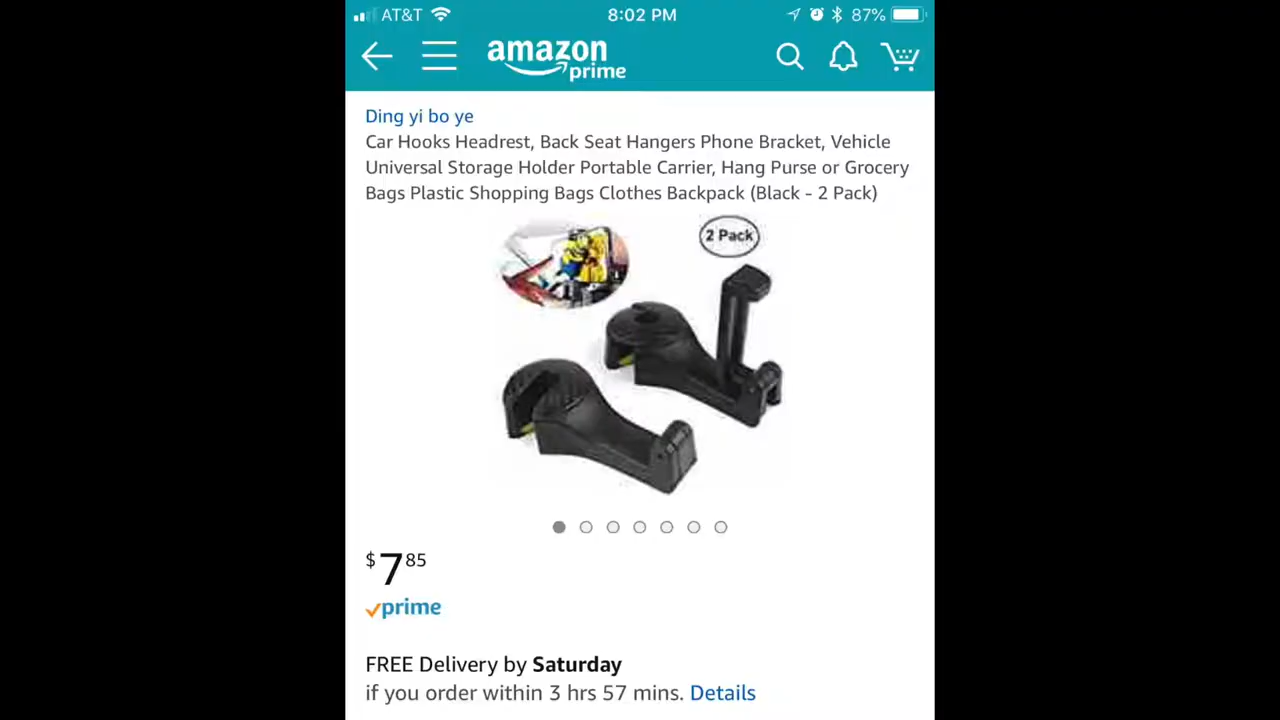 AT&T 8:02 PM 87%
amazon prime
Ding yi bo ye
Car Hooks Headrest, Back Seat Hangers Phone Bracket, Vehicle
Universal Storage Holder Portable Carrier, Hang Purse or Grocery
Bags Plastic Shopping Bags Clothes Backpack (Black - 2 Pack)
2 Pack
$7 85
prime
FREE Delivery by Saturday
if you order within 3 hrs 57 mins. Details